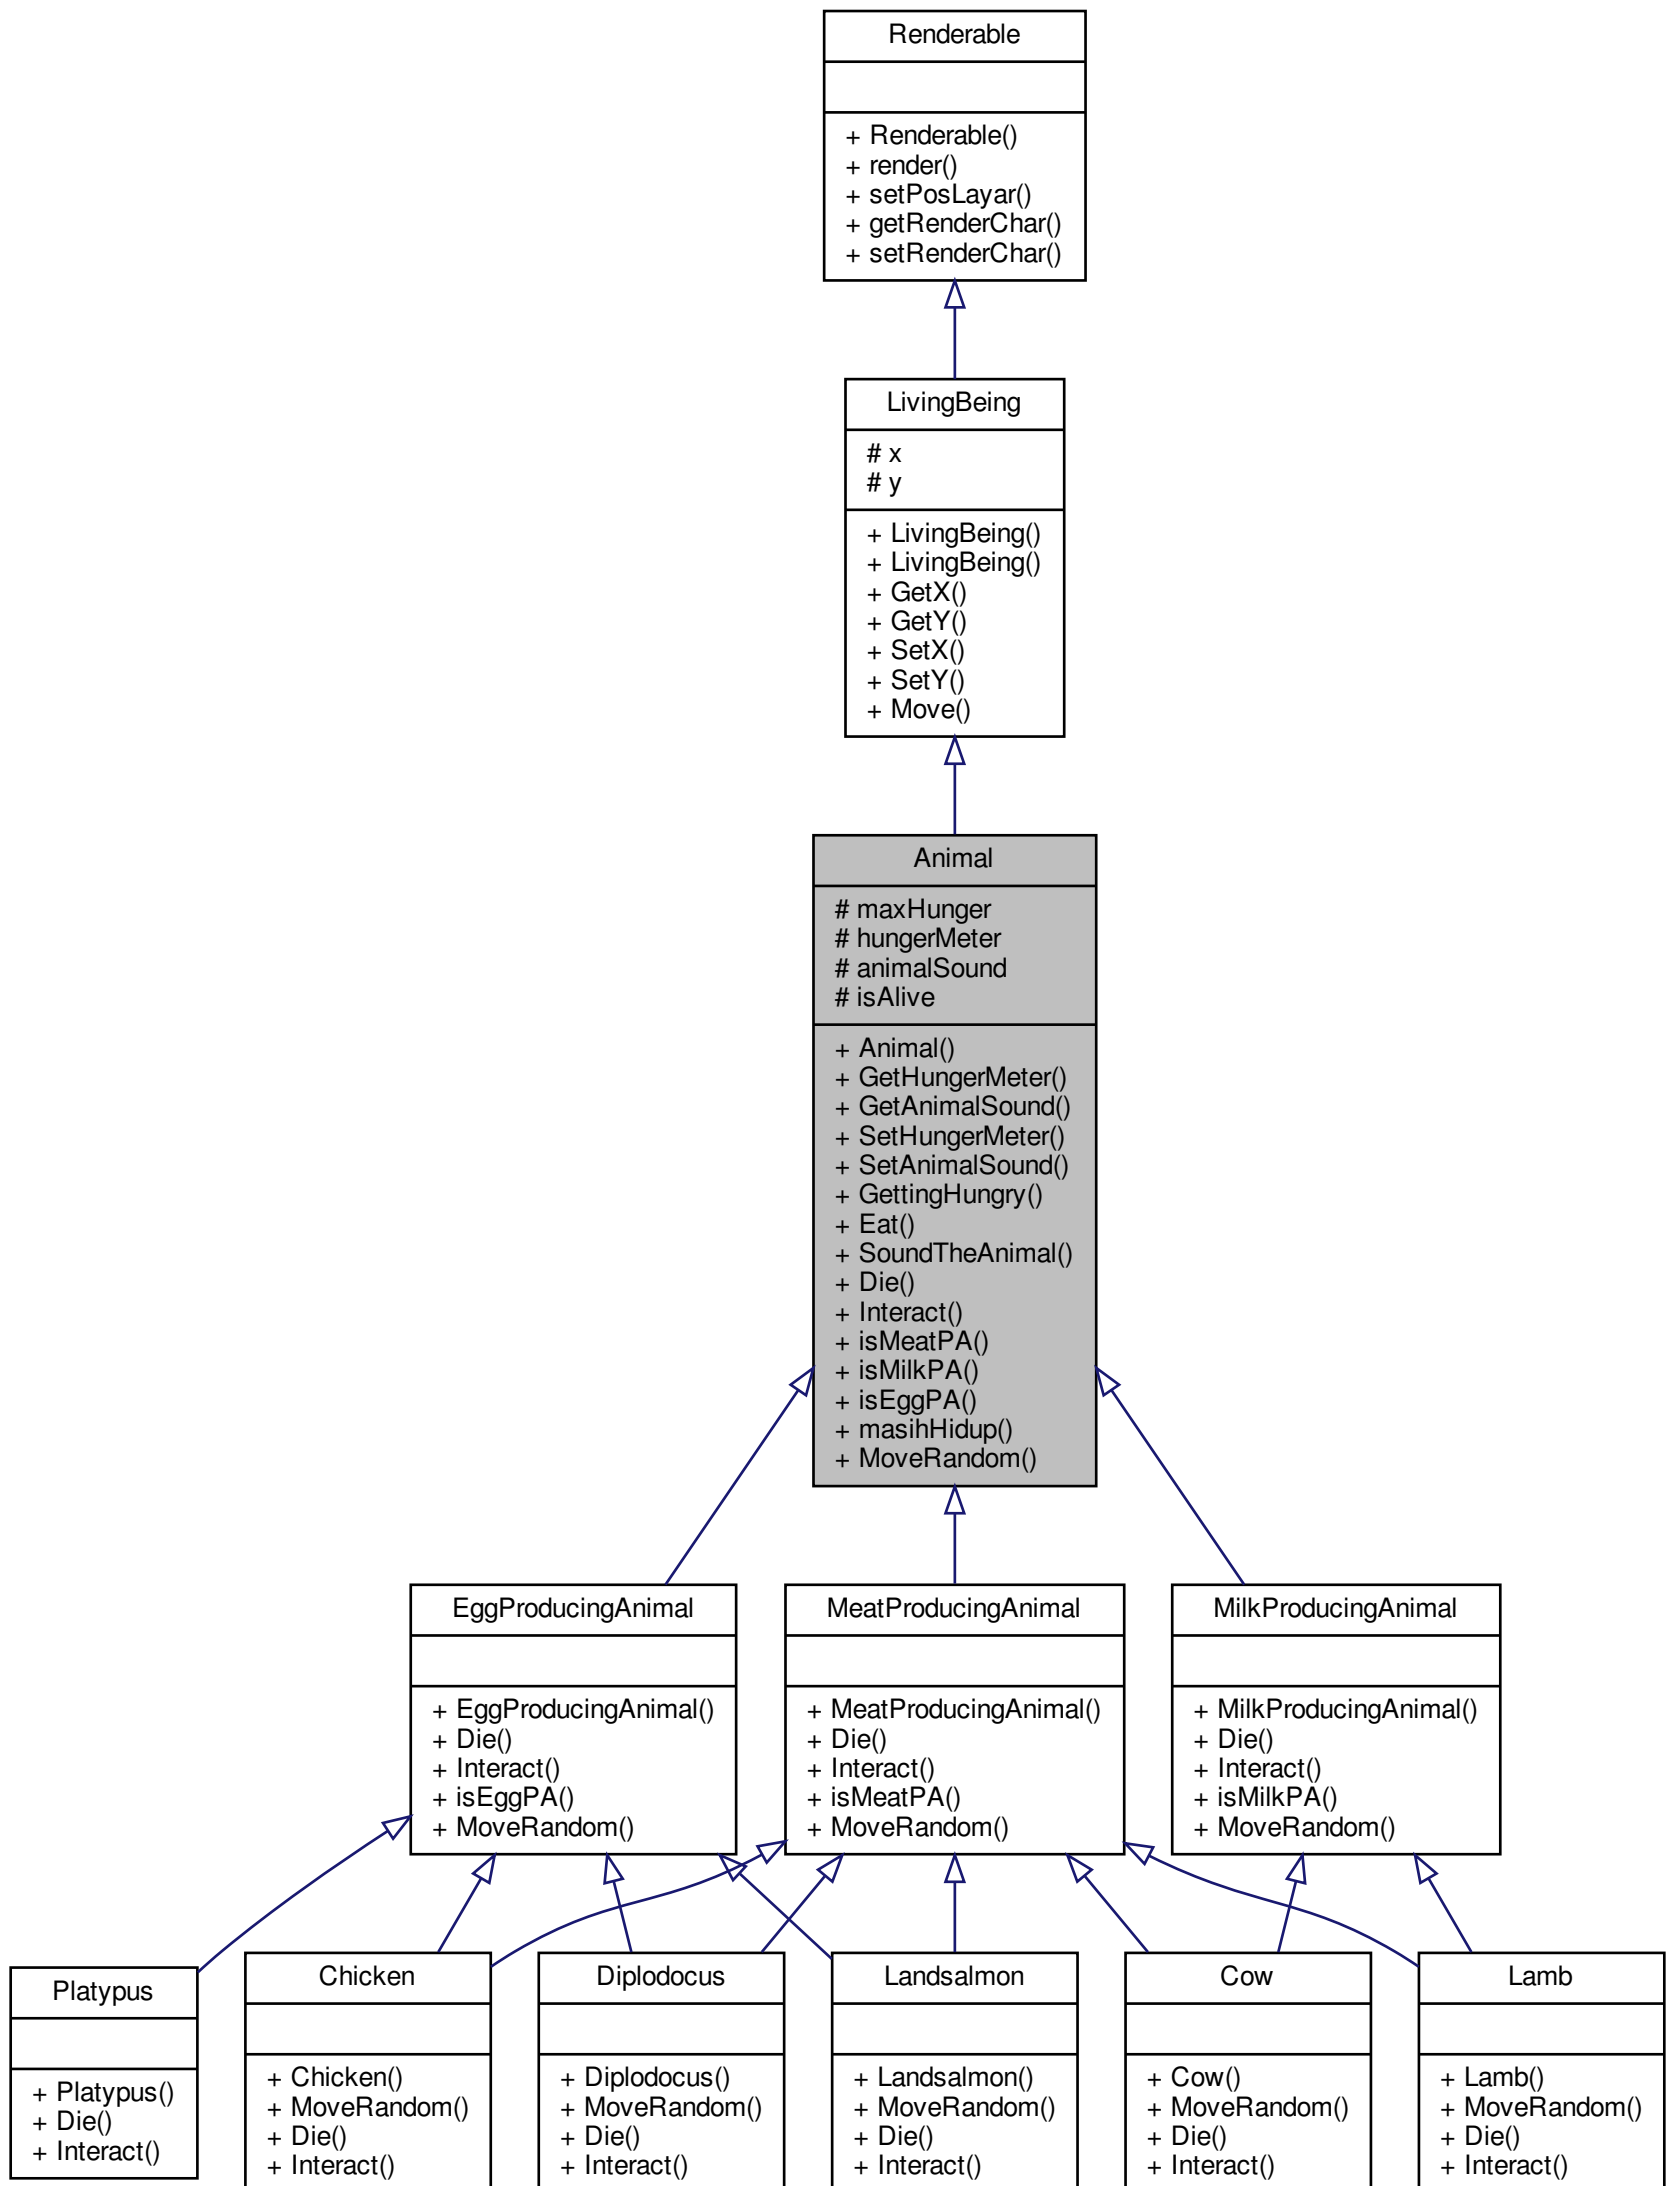 Renderable
+ Renderable()
+ render()
+ setPosLayar()
+ getRenderChar()
+ setRenderChar()
LivingBeing
# x
# y
+ LivingBeing()
+ LivingBeing()
+ GetX()
+ GetY()
+ SetX()
+ SetY()
+ Move()
Animal
# maxHunger
# hungerMeter
# animalSound
# isAlive
+ Animal()
+ GetHungerMeter()
+ GetAnimalSound()
+ SetHungerMeter()
+ SetAnimalSound()
+ GettingHungry()
+ Eat()
+ SoundTheAnimal()
+ Die()
+ Interact()
+ isMeatPA()
+ isMilkPA()
+ isEggPA()
+ masihHidup()
+ MoveRandom()
EggProducingAnimal
+ EggProducingAnimal()
+ Die()
+ Interact()
+ isEggPA()
+ MoveRandom()
MeatProducingAnimal
+ MeatProducingAnimal()
+ Die()
+ Interact()
+ isMeatPA()
+ MoveRandom()
MilkProducingAnimal
+ MilkProducingAnimal()
+ Die()
+ Interact()
+ isMilkPA()
+ MoveRandom()
Platypus
+ Platypus()
+ Die()
+ Interact()
Chicken
+ Chicken()
+ MoveRandom()
+ Die()
+ Interact()
Diplodocus
+ Diplodocus()
+ MoveRandom()
+ Die()
+ Interact()
Landsalmon
+ Landsalmon()
+ MoveRandom()
+ Die()
+ Interact()
Cow
+ Cow()
+ MoveRandom()
+ Die()
+ Interact()
Lamb
+ Lamb()
+ MoveRandom()
+ Die()
+ Interact()